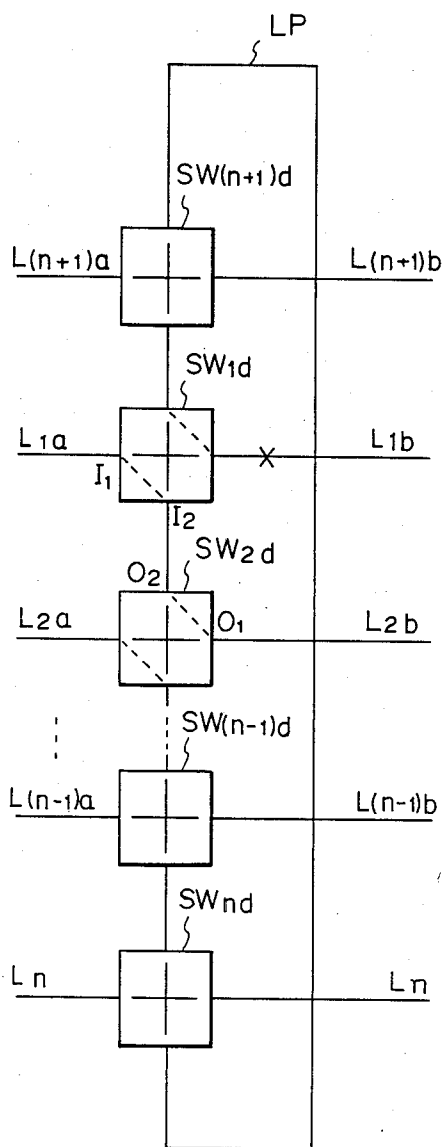 LP
SW(n+1)d
L(n+1)a L(n+1)b
SW1d
L1a L1b
I1
I2
SW2d
O2
L2a O1 L2b
SW(n-1)d
L(n-1)a L(n-1)b
SWnd
Ln Ln